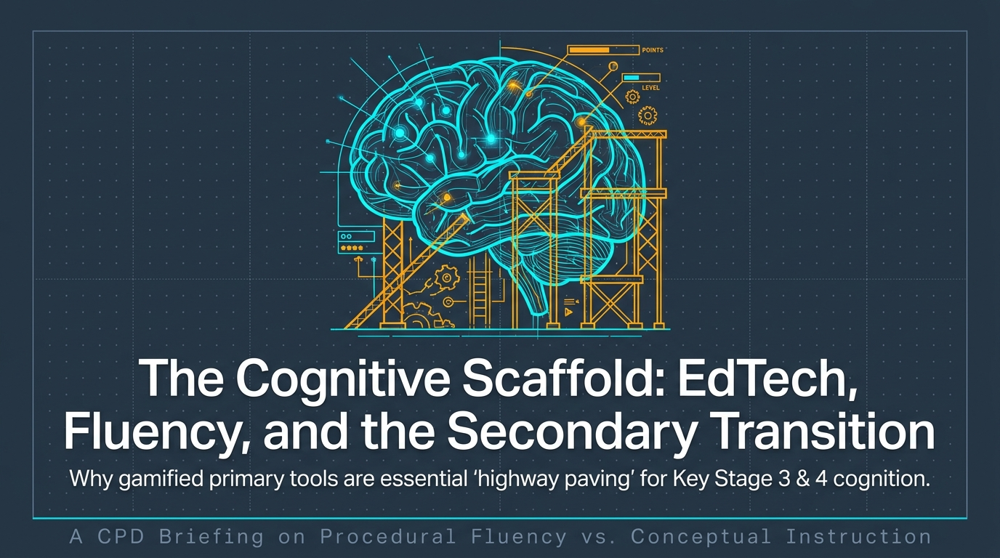 POINTS
LEVEL
The Cognitive Scaffold: EdTech,
Fluency, and the Secondary Transition
Why gamified primary tools are essential ‘highway paving’ for Key Stage 3 & 4 cognition.
A CPD Briefing on Procedural Fluency vs. Conceptual Instruction